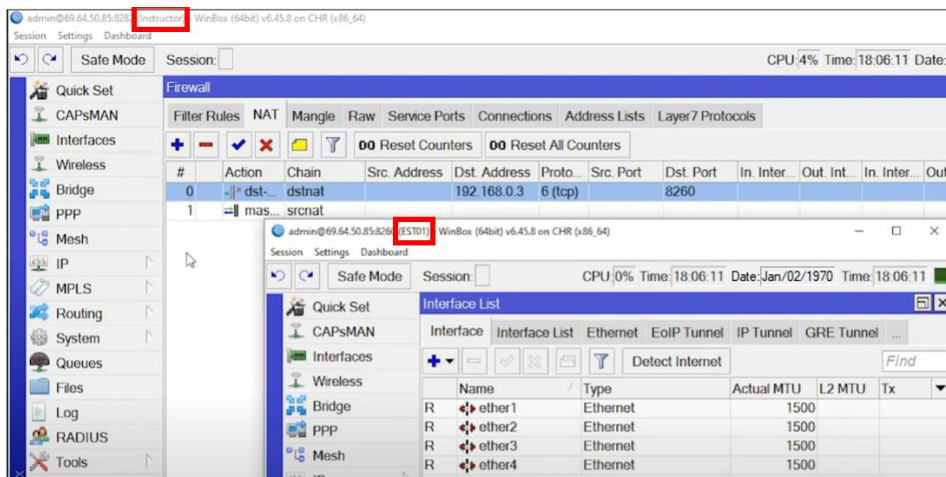 admin@69.64.50.85:8282 (Instructor) - WinBox (64bit) v6.45.8 on CHR (x86_64)
Session Settings Dashboard
Safe Mode Session: CPU:4% Time:18:06:11 Date:
Quick Set
CAPsMAN
Interfaces
Wireless
Bridge
PPP
Mesh
IP
MPLS
Routing
System
Queues
Files
Log
RADIUS
Tools
Firewall
Filter Rules NAT Mangle Raw Service Ports Connections Address Lists Layer7 Protocols
00 Reset Counters 00 Reset All Counters
# Action Chain Src. Address Dst. Address Proto... Src. Port Dst. Port In. Inter... Out. Int... In. Inter... Out
0 dst-... dstnat 192.168.0.3 6 (tcp) 8260
1 mas... srcnat
admin@69.64.50.85:8260 (EST01) - WinBox (64bit) v6.45.8 on CHR (x86_64)
Session Settings Dashboard
Safe Mode Session: CPU:0% Time:18:06:11 Date:Jan/02/1970 Time:18:06:11
Quick Set
CAPsMAN
Interfaces
Wireless
Bridge
PPP
Mesh
Interface List
Interface Interface List Ethernet EoIP Tunnel IP Tunnel GRE Tunnel ...
Detect Internet Find
Name Type Actual MTU L2 MTU Tx
R ether1 Ethernet 1500
R ether2 Ethernet 1500
R ether3 Ethernet 1500
R ether4 Ethernet 1500